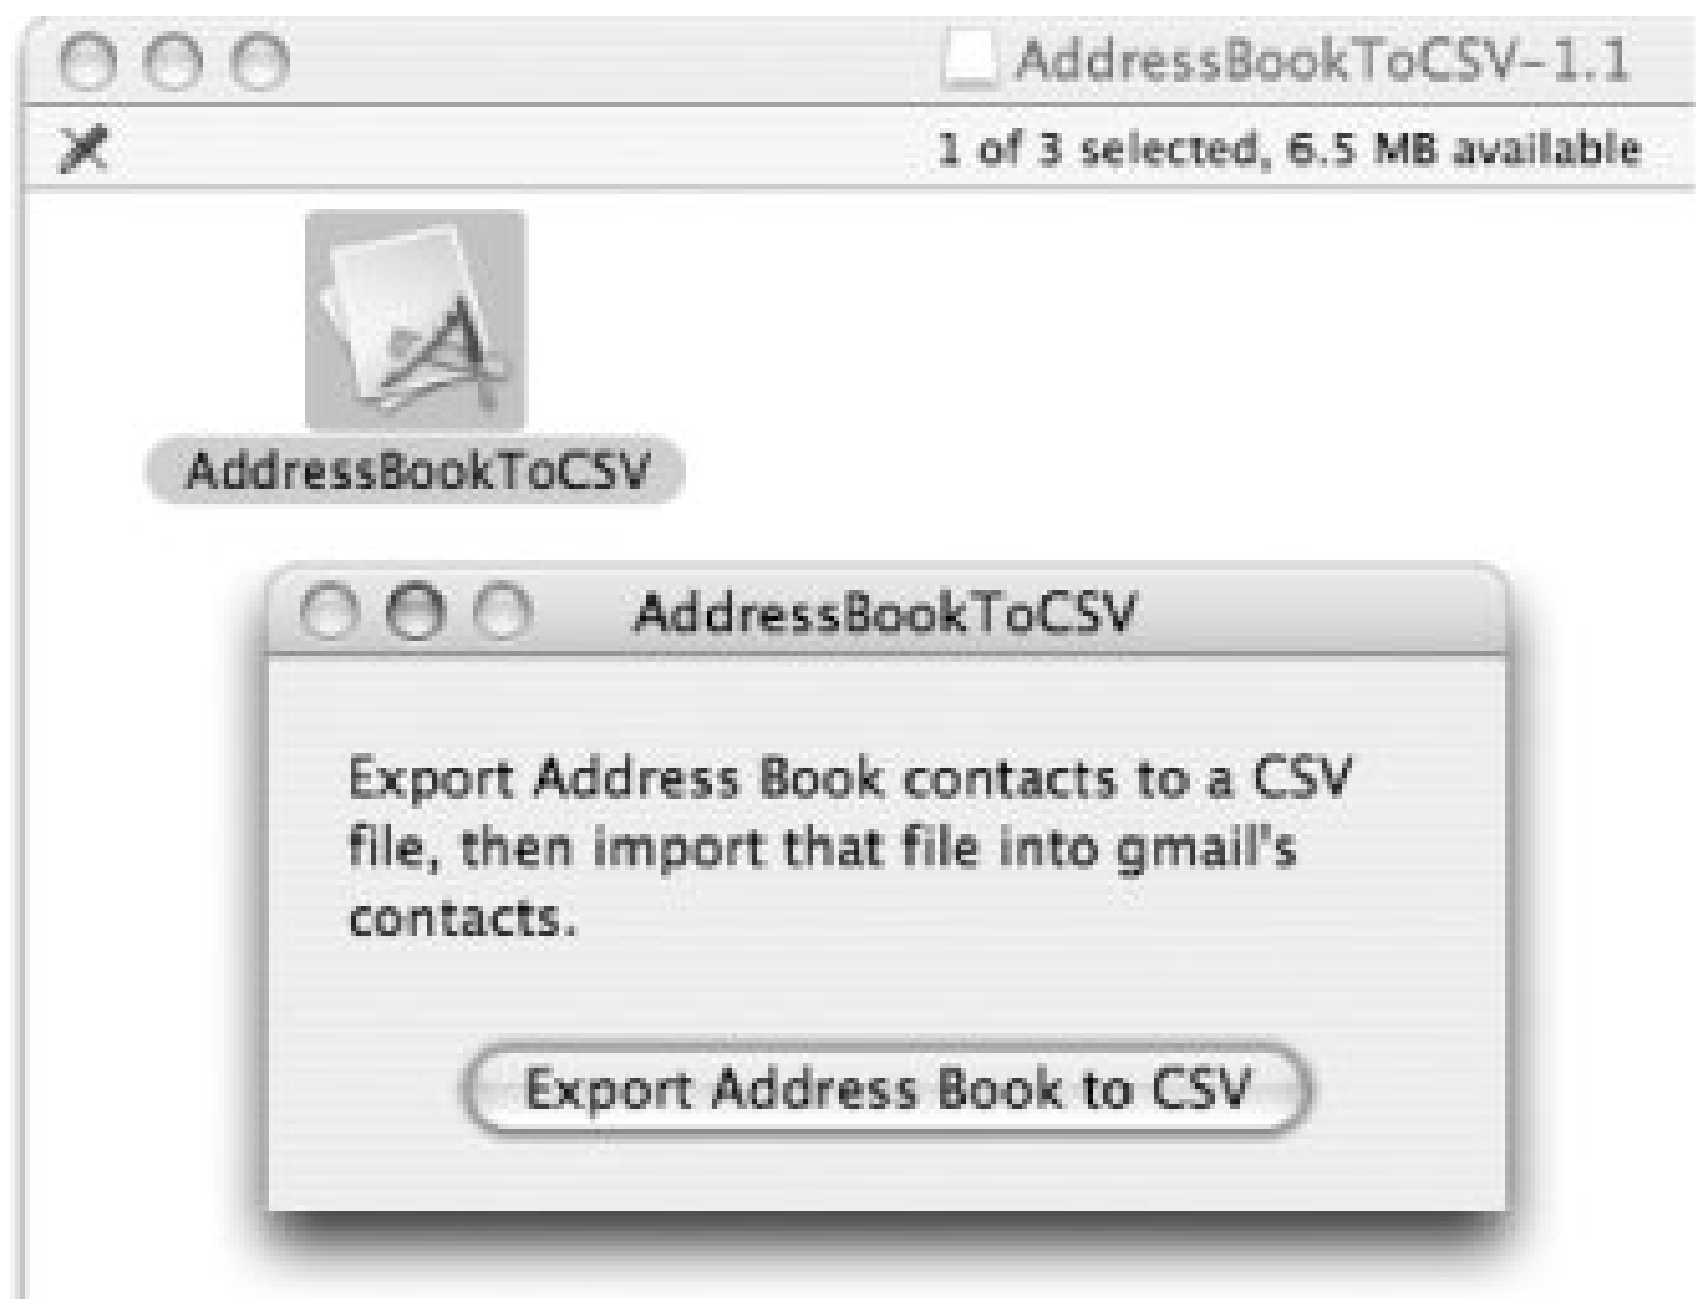 AddressBookToCSV-1.1
1 of 3 selected, 6.5 MB available
AddressBookToCSV
AddressBookToCSV
Export Address Book contacts to a CSV
file, then import that file into gmail's
contacts.
Export Address Book to CSV